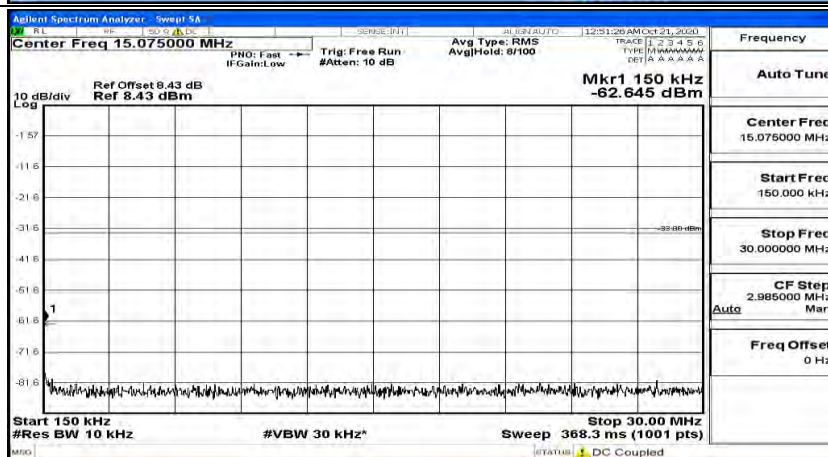 Agilent Spectrum Analyzer - Swept SA
RL RF 50 Ω DC SENSE:INT ALIGN AUTO 12:51:26 AM Oct 21, 2020
Center Freq 15.075000 MHz
PNO: Fast
IFGain:Low
Trig: Free Run
#Atten: 10 dB
Avg Type: RMS
Avg|Hold: 8/100
TRACE 1 2 3 4 5 6
TYPE MWWWWW
DET A A A A A A
Frequency
Auto Tune
Mkr1 150 kHz
-62.645 dBm
Ref Offset 8.43 dB
10 dB/div Ref 8.43 dBm
Log
-1.57
-11.6
-21.6
-31.6
-33.00 dBm
-41.6
-51.6
1
-61.6
-71.6
-81.6
Center Freq
15.075000 MHz
Start Freq
150.000 kHz
Stop Freq
30.000000 MHz
CF Step
2.985000 MHz
Auto Man
Freq Offset
0 Hz
Start 150 kHz Stop 30.00 MHz
#Res BW 10 kHz #VBW 30 kHz* Sweep 368.3 ms (1001 pts)
MSG STATUS DC Coupled